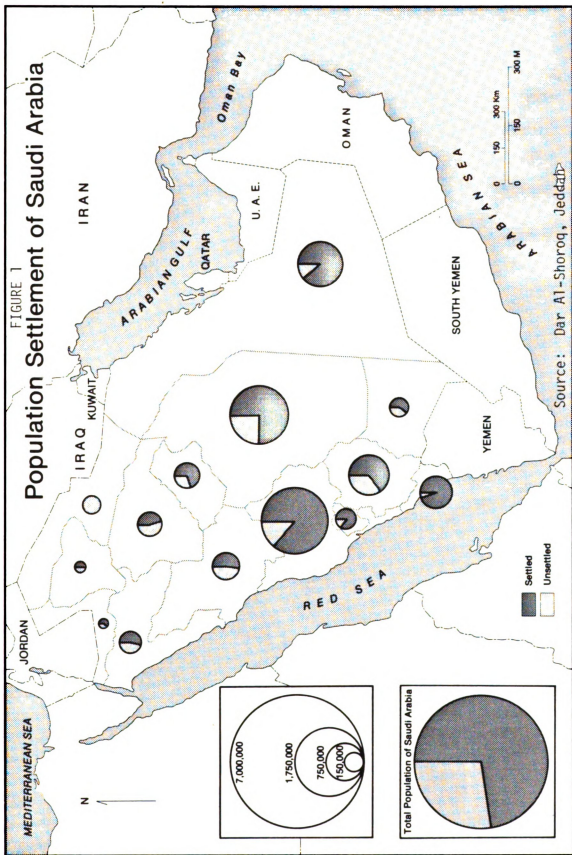 FIGURE 1
Population Settlement of Saudi Arabia
MEDITERRANEAN SEA
JORDAN
IRAQ
KUWAIT
IRAN
ARABIAN GULF
QATAR
Oman Bay
U. A. E.
OMAN
SOUTH YEMEN
YEMEN
RED SEA
ARABIAN SEA
N
7,000,000
1,750,000
750,000
150,000
Total Population of Saudi Arabia
Settled
Unsettled
0 150 300 Km
0 150 300 M
Source: Dar Al-Shoroq, Jeddah